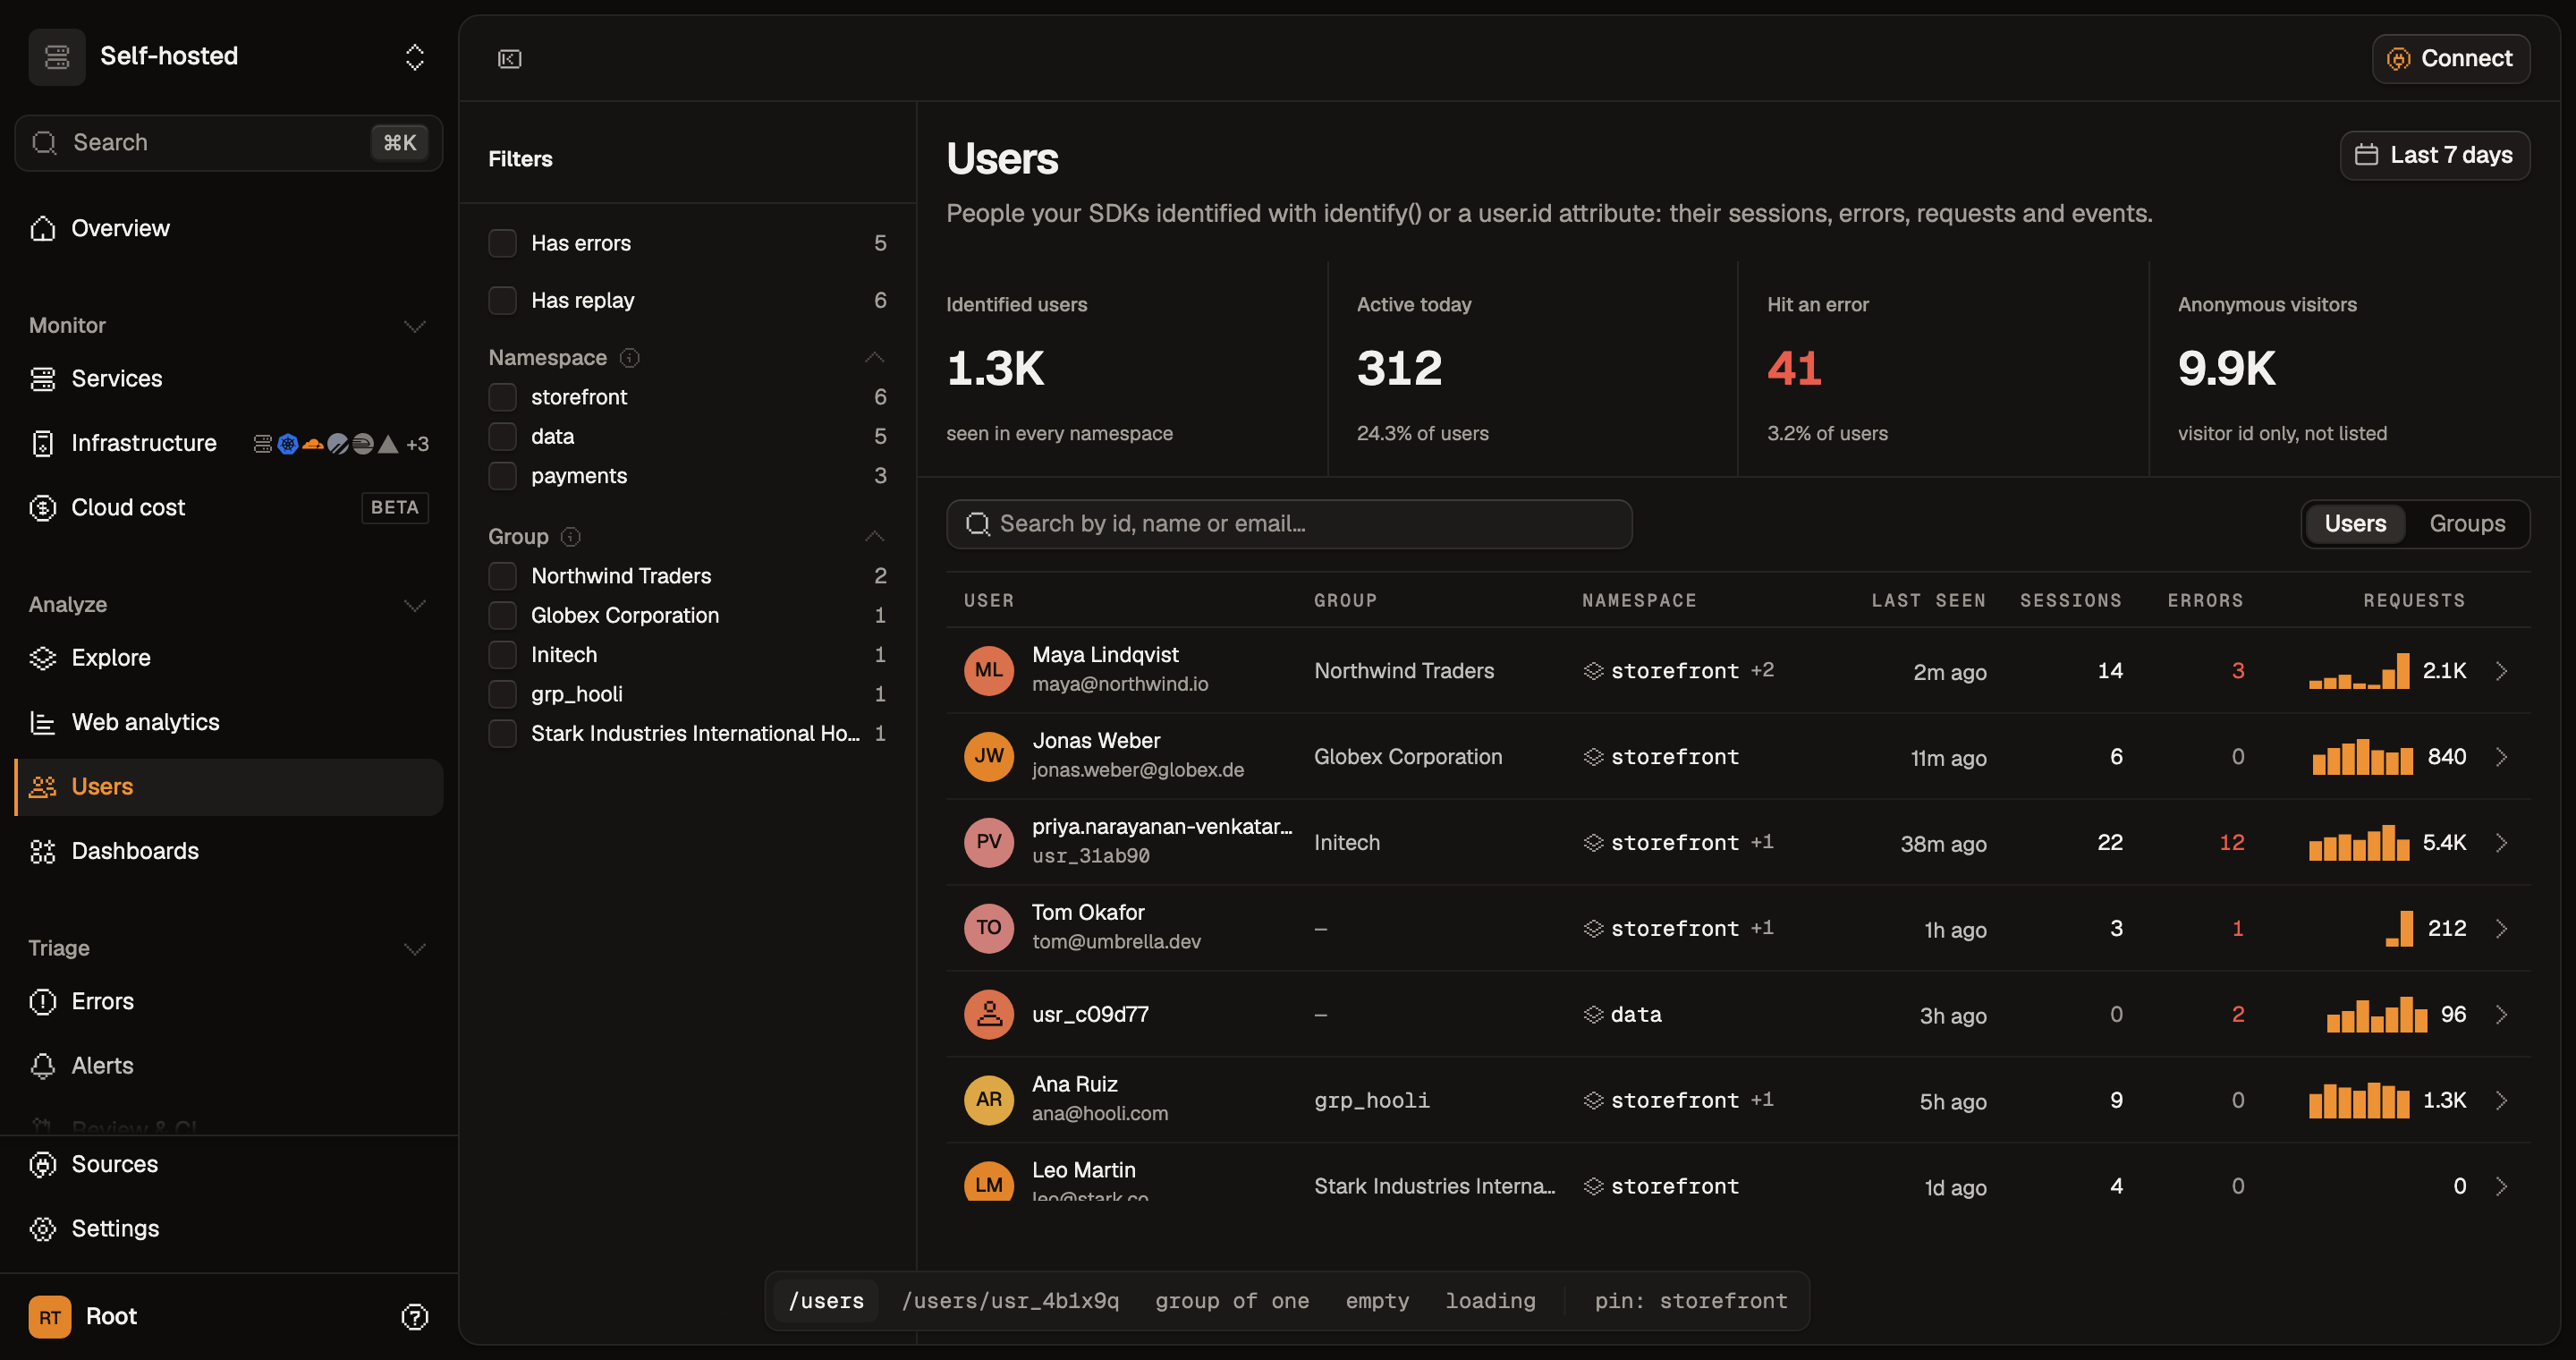 Self-hosted
Search ⌘K
Overview
Monitor
Services
Infrastructure +3
Cloud cost BETA
Analyze
Explore
Web analytics
Users
Dashboards
Triage
Errors
Alerts
Review & CI
Sources
Settings
RT Root
Connect
Filters
Has errors 5
Has replay 6
Namespace
storefront 6
data 5
payments 3
Group
Northwind Traders 2
Globex Corporation 1
Initech 1
grp_hooli 1
Stark Industries International Ho... 1
Users
Last 7 days
People your SDKs identified with identify() or a user.id attribute: their sessions, errors, requests and events.
Identified users
1.3K
seen in every namespace
Active today
312
24.3% of users
Hit an error
41
3.2% of users
Anonymous visitors
9.9K
visitor id only, not listed
Search by id, name or email...
Users Groups
USER GROUP NAMESPACE LAST SEEN SESSIONS ERRORS REQUESTS
ML Maya Lindqvist
maya@northwind.io
Northwind Traders storefront +2 2m ago 14 3 2.1K
JW Jonas Weber
jonas.weber@globex.de
Globex Corporation storefront 11m ago 6 0 840
PV priya.narayanan-venkatar...
usr_31ab90
Initech storefront +1 38m ago 22 12 5.4K
TO Tom Okafor
tom@umbrella.dev
– storefront +1 1h ago 3 1 212
usr_c09d77 – data 3h ago 0 2 96
AR Ana Ruiz
ana@hooli.com
grp_hooli storefront +1 5h ago 9 0 1.3K
LM Leo Martin
leo@stark.co
Stark Industries Interna... storefront 1d ago 4 0 0
/users /users/usr_4b1x9q group of one empty loading pin: storefront